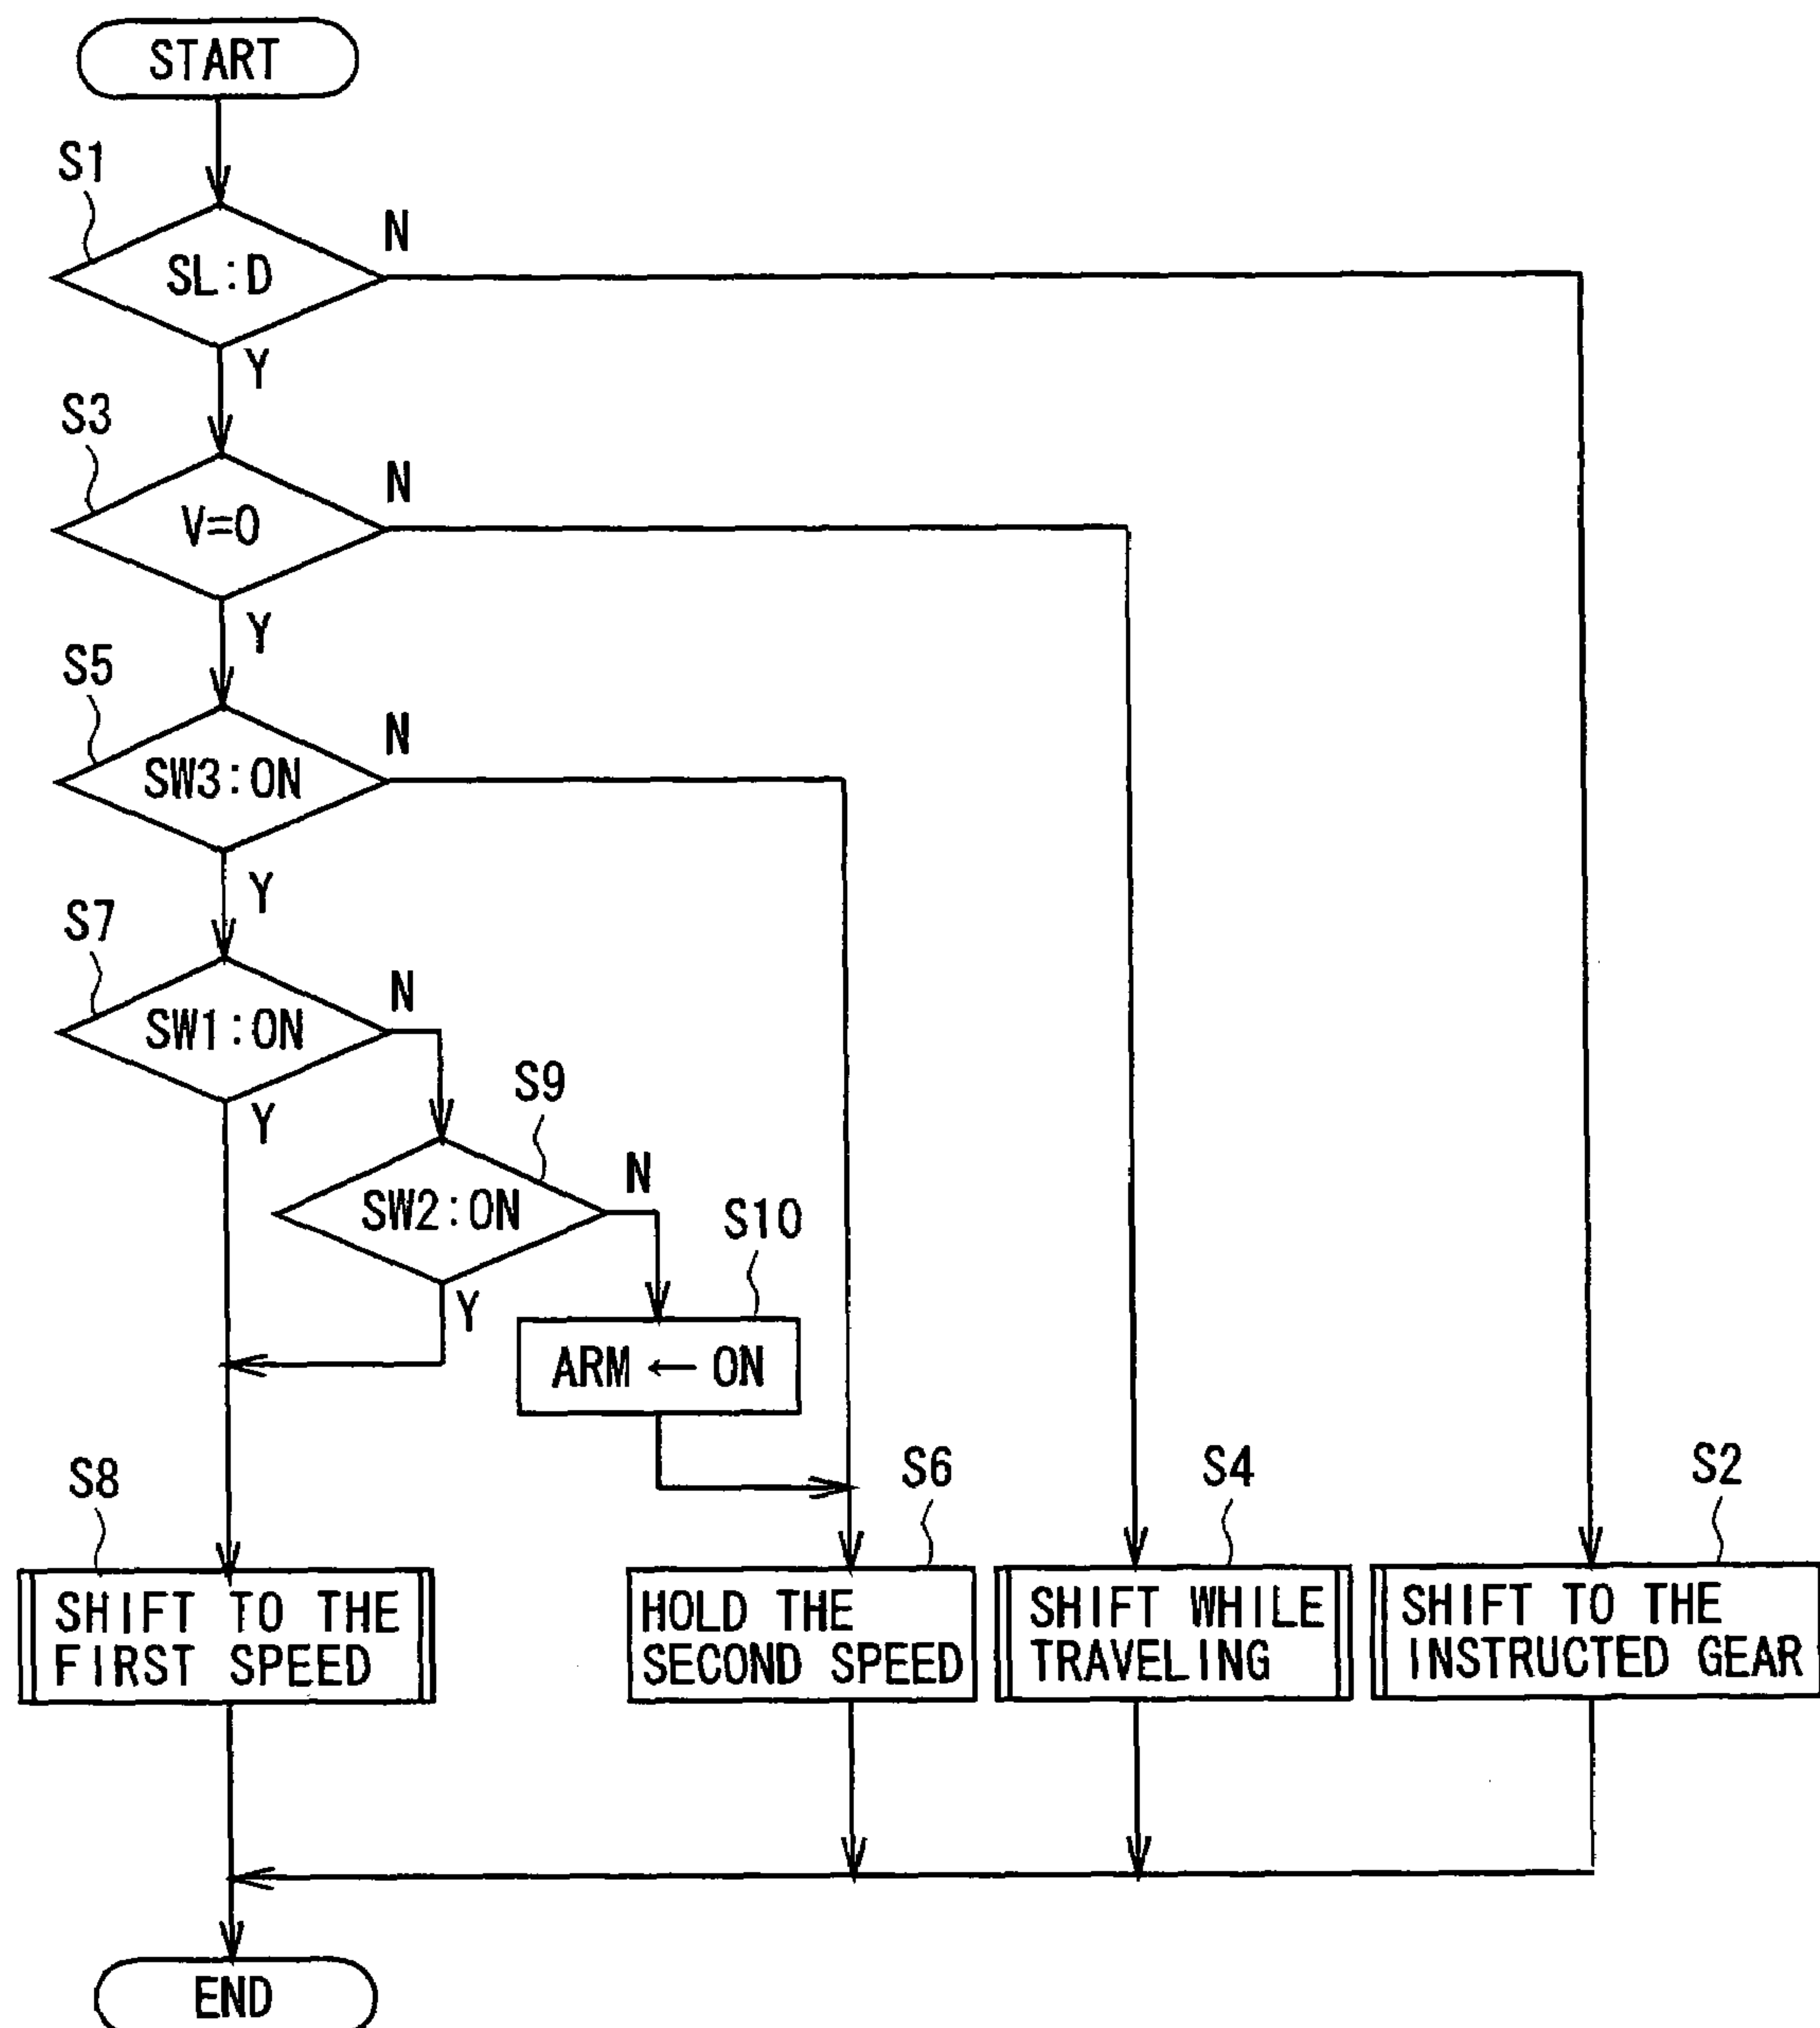 START
S1
SL:D
N
Y
S3
V=0
N
Y
S5
SW3:ON
N
Y
S7
SW1:ON
N
Y
S9
SW2:ON
N
Y
S10
ARM ← ON
S8
SHIFT TO THE
FIRST SPEED
S6
HOLD THE
SECOND SPEED
S4
SHIFT WHILE
TRAVELING
S2
SHIFT TO THE
INSTRUCTED GEAR
END